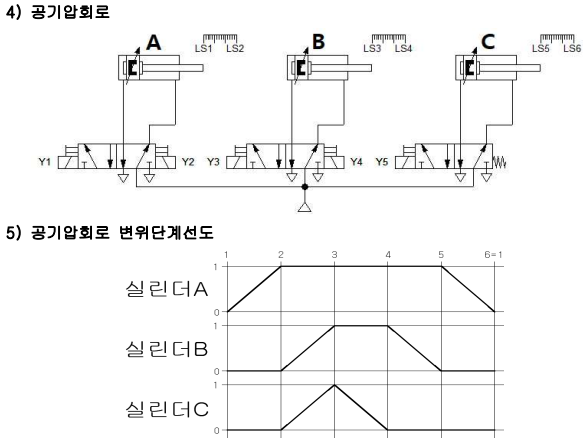 4) 공기압회로
A B C
LS1 LS2 LS3 LS4 LS5 LS6
Y1 Y2 Y3 Y4 Y5
5) 공기압회로 변위단계선도
1 2 3 4 5 6=1
1
실린더A
0
1
실린더B
0
1
실린더C
0